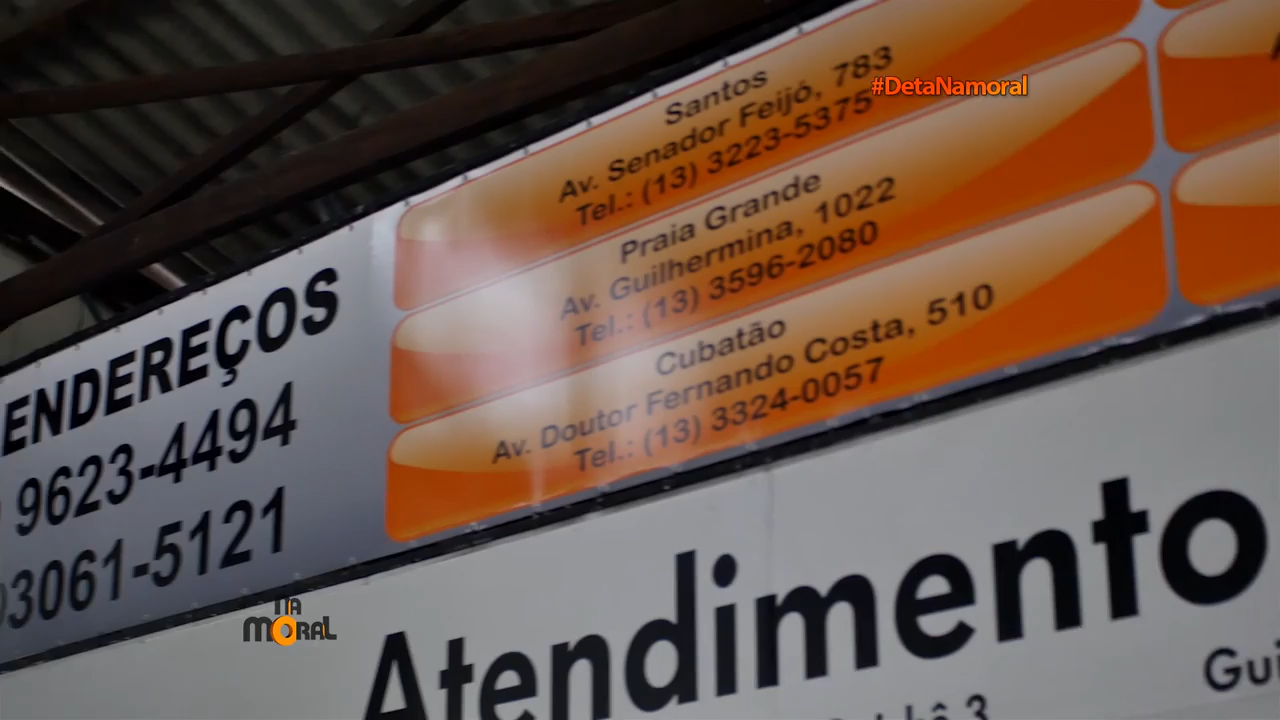 #DetaNamoral
Santos
Av. Senador Feijó, 783
Tel.: (13) 3223-5375
Praia Grande
Av. Guilhermina, 1022
Tel.: (13) 3596-2080
Cubatão
Av. Doutor Fernando Costa, 510
Tel.: (13) 3324-0057
ENDEREÇOS
9623-4494
)3061-5121
NA
MORAL
Atendimento
Gui